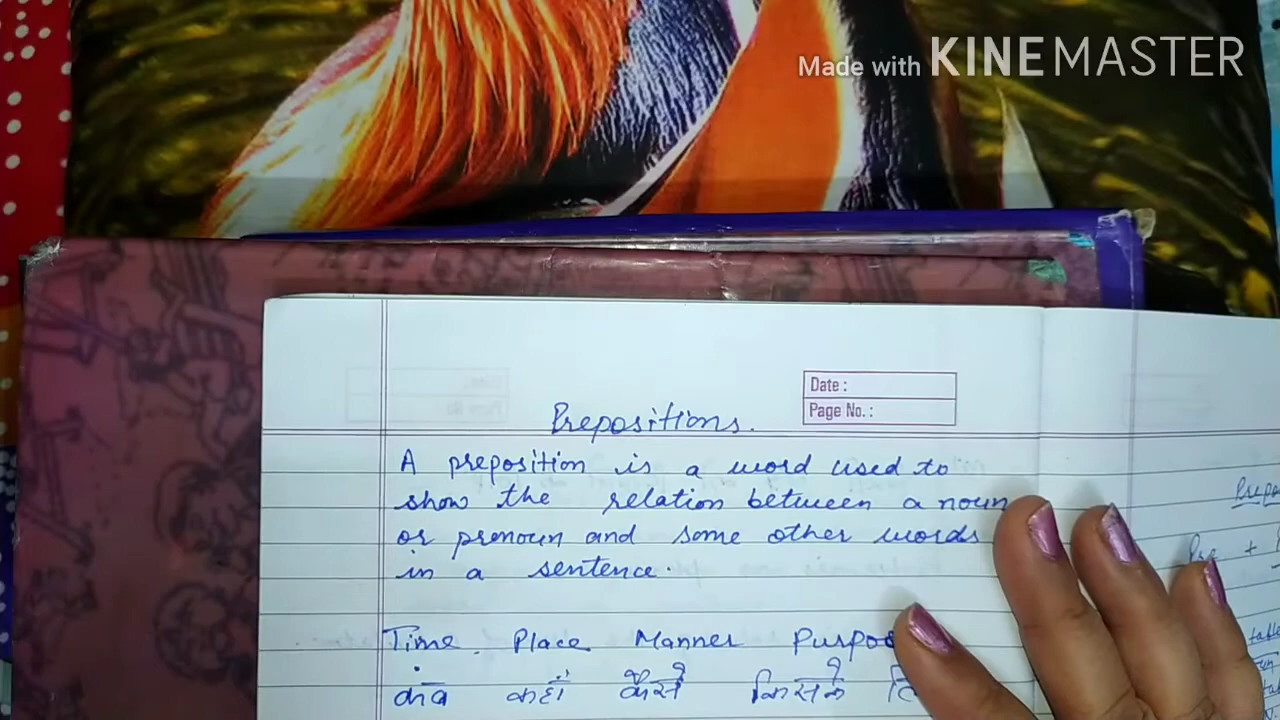 Made with KINEMASTER
Date :
Page No. :
Prepositions.
A preposition is a word used to
show the relation between a noun
or pronoun and some other words
in a sentence.
Time. Place Manner
कब कहां कैसे
Pre +